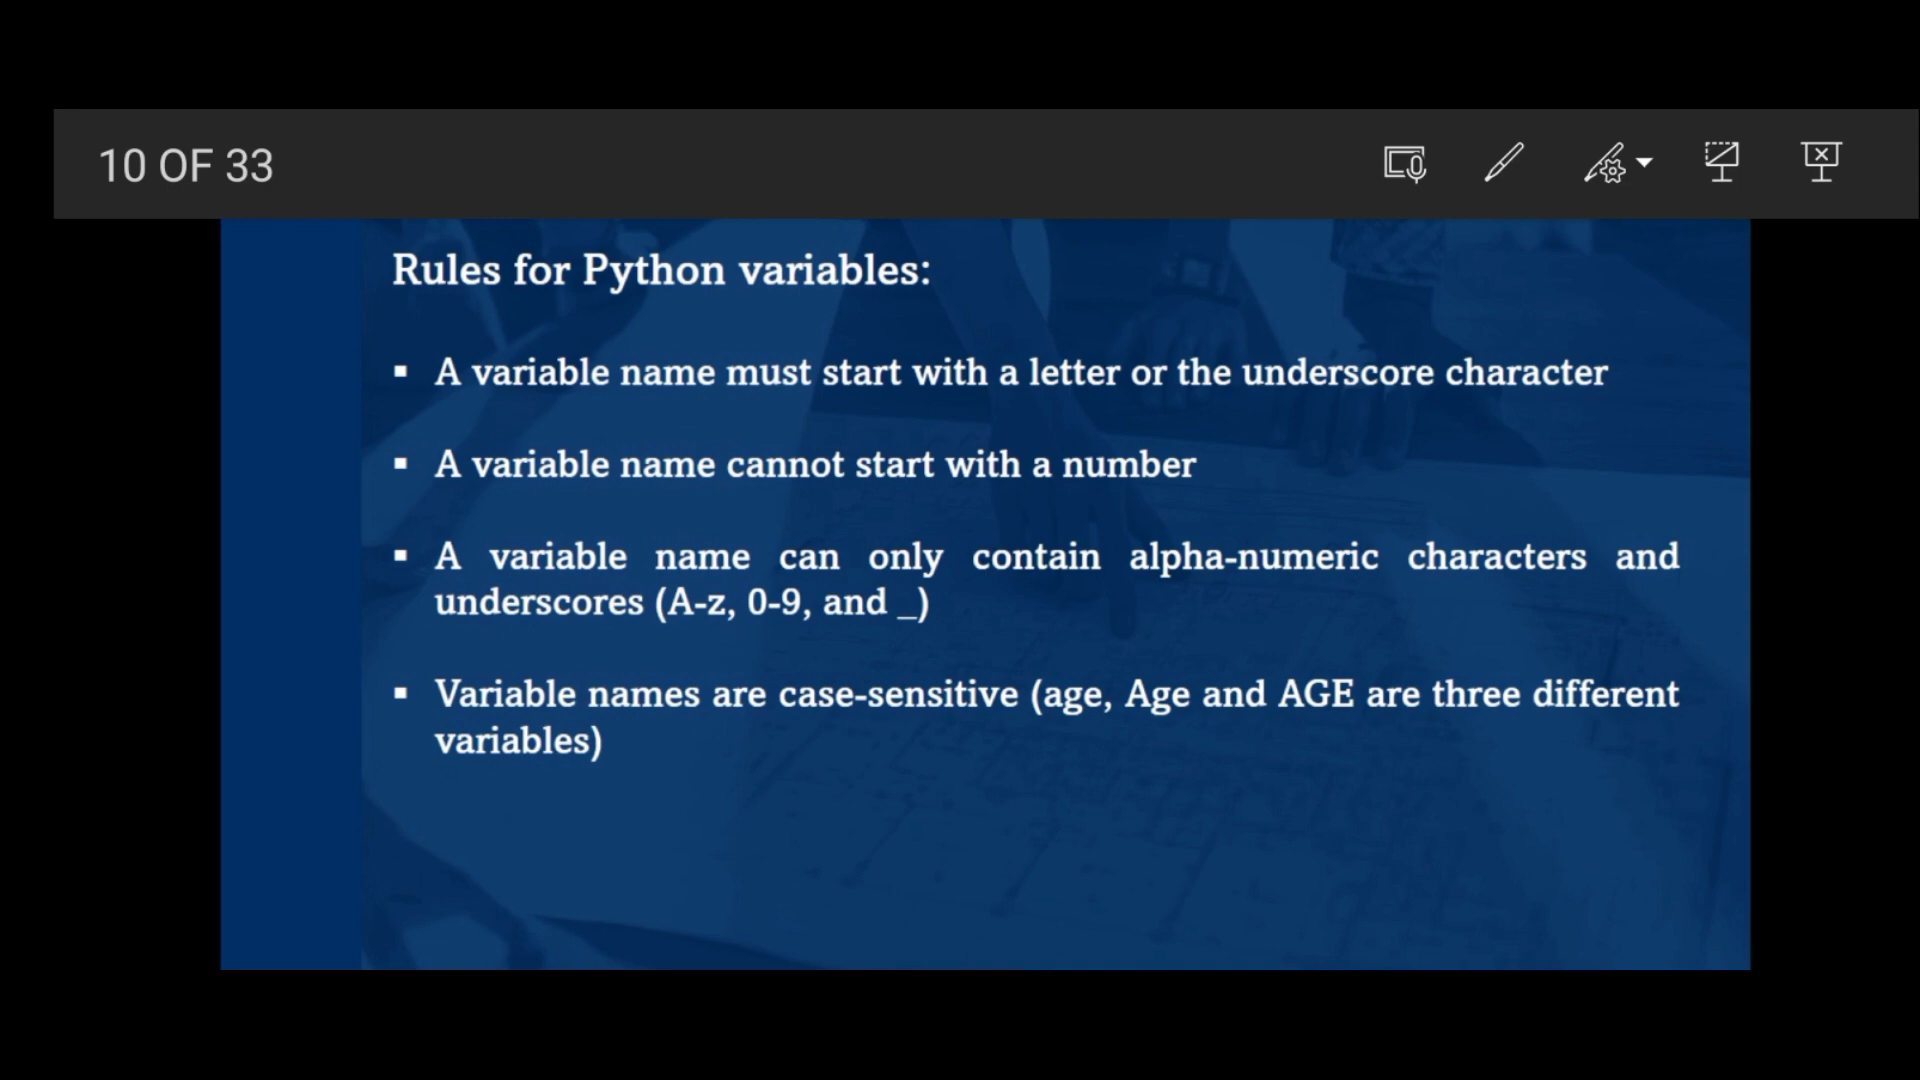 10 OF 33
Rules for Python variables:
▪ A variable name must start with a letter or the underscore character
▪ A variable name cannot start with a number
▪ A variable name can only contain alpha-numeric characters and
underscores (A-z, 0-9, and _)
▪ Variable names are case-sensitive (age, Age and AGE are three different
variables)